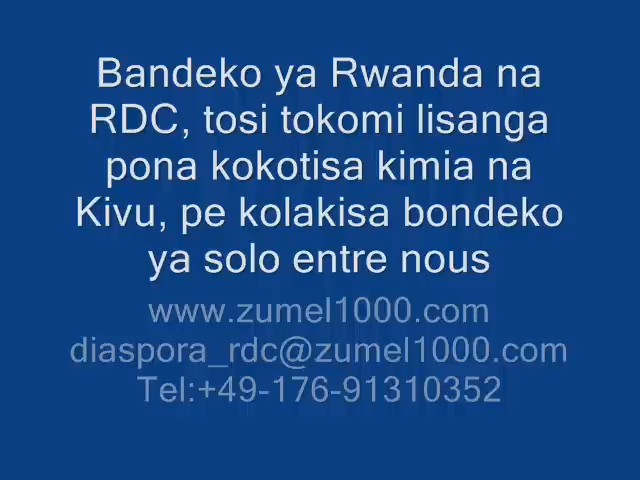 Bandeko ya Rwanda na
RDC, tosi tokomi lisanga
pona kokotisa kimia na
Kivu, pe kolakisa bondeko
ya solo entre nous
www.zumel1000.com
diaspora_rdc@zumel1000.com
Tel:+49-176-91310352